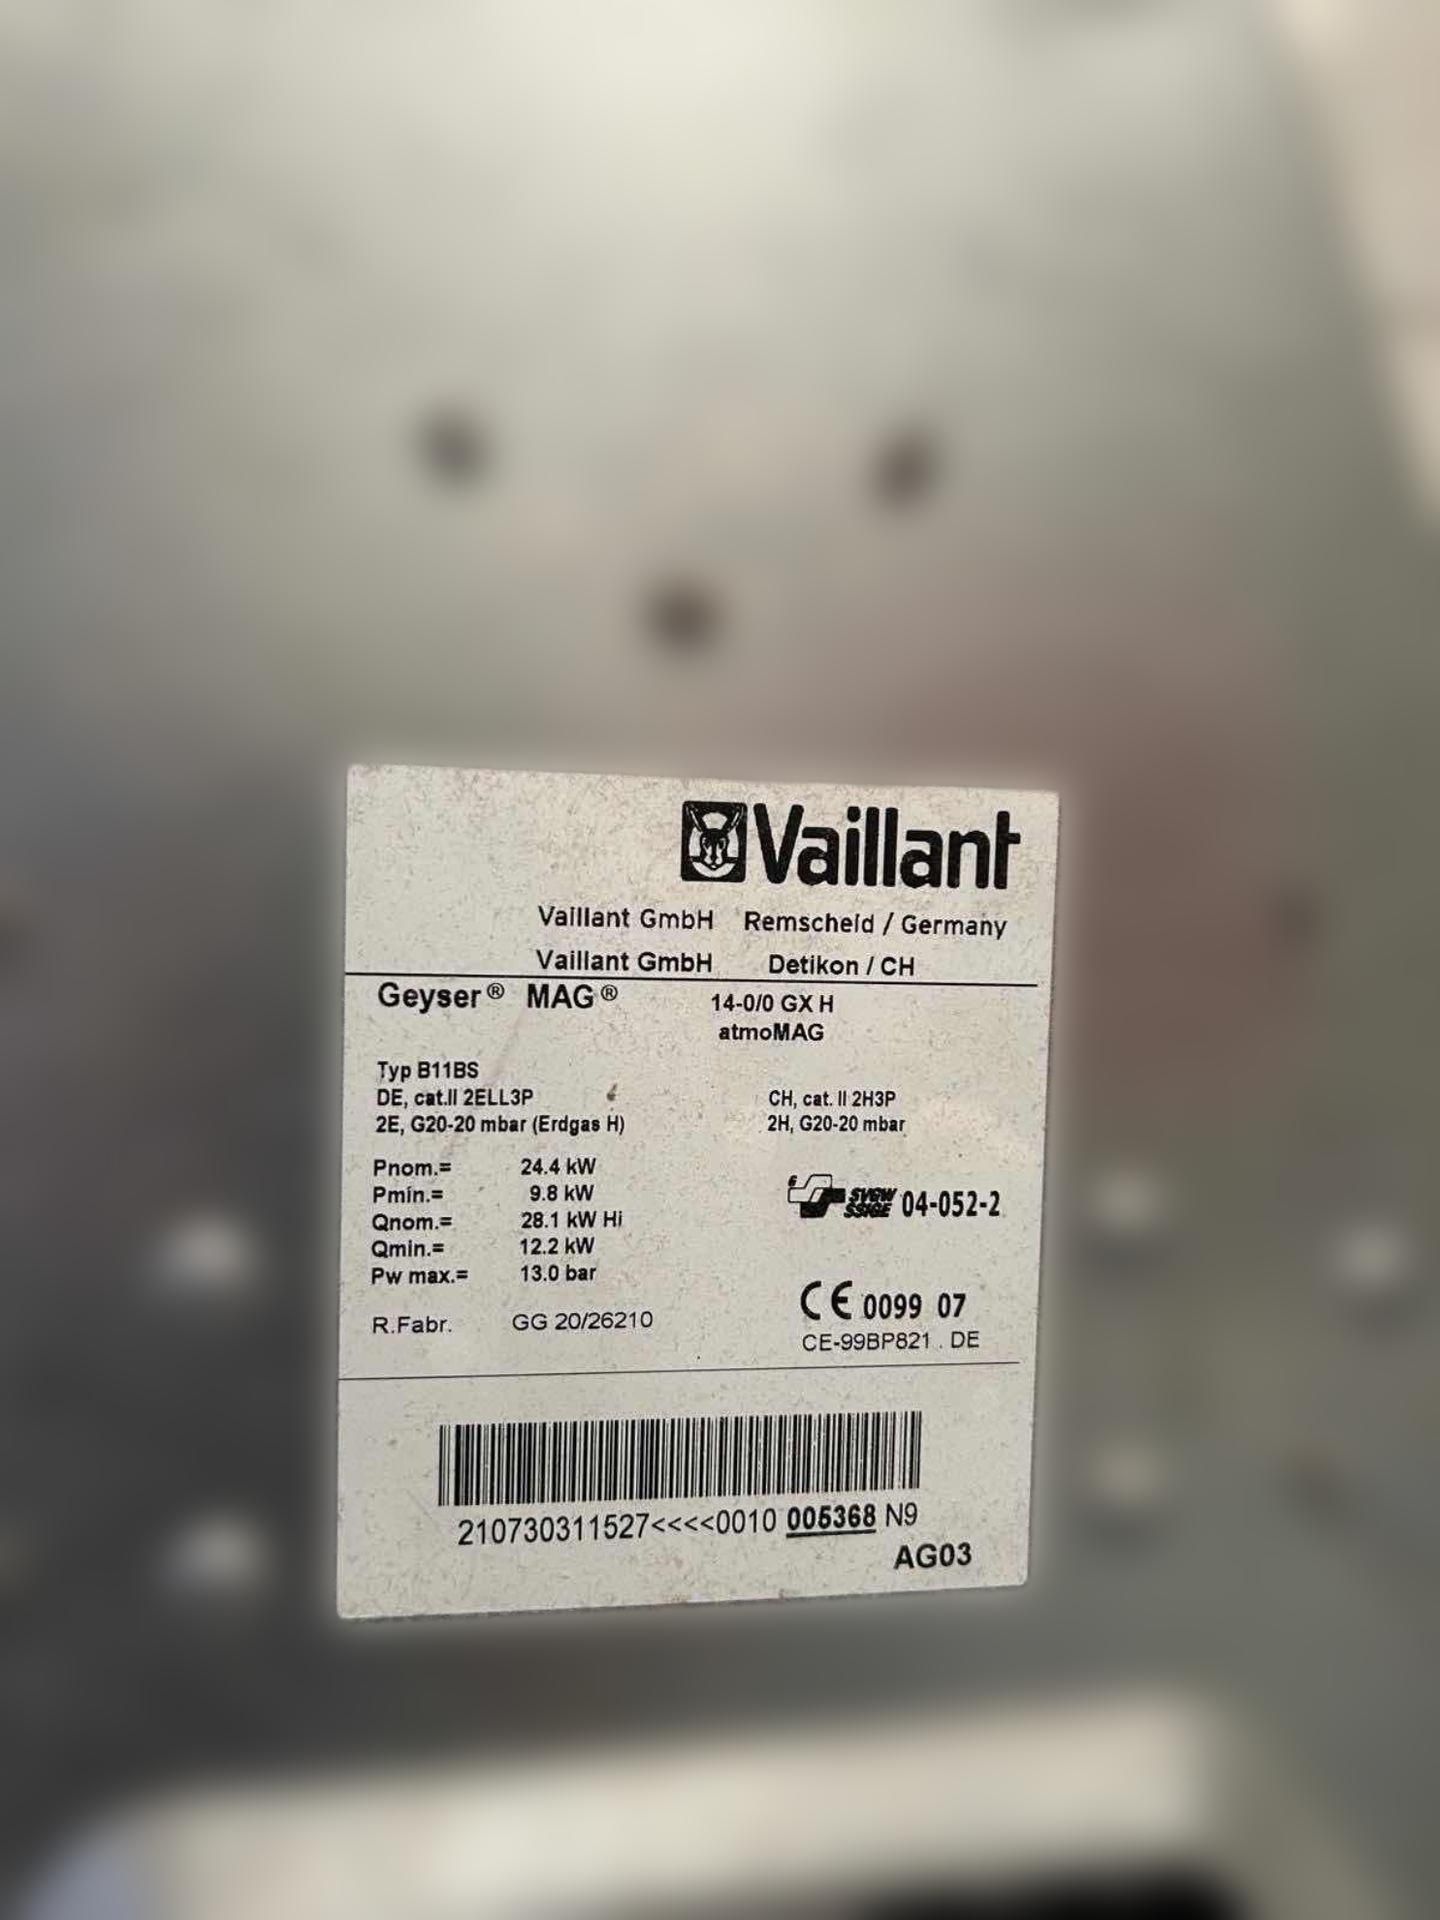 Vaillant
Vaillant GmbH Remscheid / Germany
Vaillant GmbH Detikon / CH
Geyser® MAG® 14-0/0 GX H
atmoMAG
Typ B11BS
DE, cat.II 2ELL3P CH, cat. II 2H3P
2E, G20-20 mbar (Erdgas H) 2H, G20-20 mbar
Pnom.= 24.4 kW
Pmin.= 9.8 kW
SVGW
SSIGE 04-052-2
Qnom.= 28.1 kW Hi
Qmin.= 12.2 kW
Pw max.= 13.0 bar
CE 0099 07
R.Fabr. GG 20/26210
CE-99BP821 . DE
210730311527<<<<0010 005368 N9
AG03